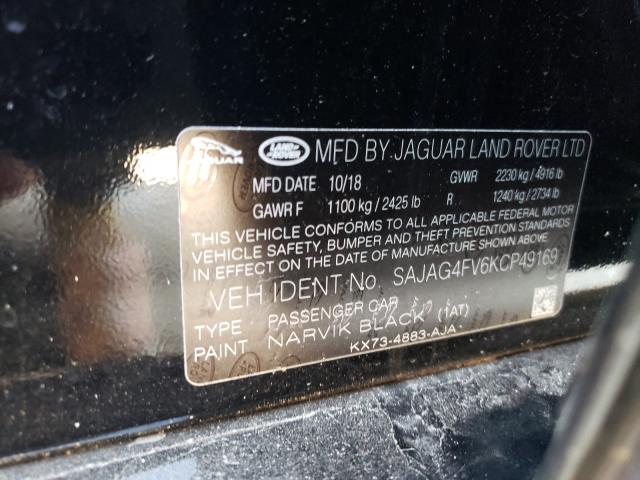 JAGUAR LAND ROVER MFD BY JAGUAR LAND ROVER LTD
MFD DATE 10/18 GVWR 2230 kg / 4916 lb
GAWR F 1100 kg / 2425 lb R 1240 kg / 2734 lb
THIS VEHICLE CONFORMS TO ALL APPLICABLE FEDERAL MOTOR
VEHICLE SAFETY, BUMPER AND THEFT PREVENTION STANDARDS
IN EFFECT ON THE DATE OF MANUFACTURE SHOWN ABOVE.
VEH IDENT No. SAJAG4FV6KCP49169
TYPE PASSENGER CAR
PAINT NARVIK BLACK (1AT)
KX73-4883-AJA